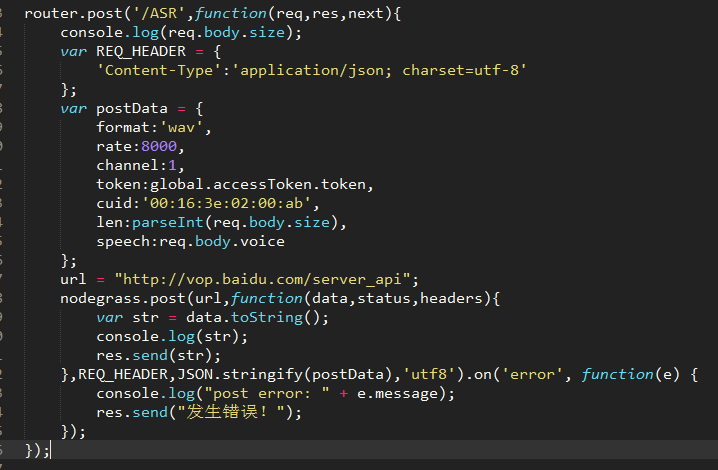 router.post('/ASR',function(req,res,next){
    console.log(req.body.size);
    var REQ_HEADER = {
        'Content-Type':'application/json; charset=utf-8'
    };
    var postData = {
        format:'wav',
        rate:8000,
        channel:1,
        token:global.accessToken.token,
        cuid:'00:16:3e:02:00:ab',
        len:parseInt(req.body.size),
        speech:req.body.voice
    };
    url = "http://vop.baidu.com/server_api";
    nodegrass.post(url,function(data,status,headers){
        var str = data.toString();
        console.log(str);
        res.send(str);
    },REQ_HEADER,JSON.stringify(postData),'utf8').on('error', function(e) {
        console.log("post error: " + e.message);
        res.send("发生错误！");
    });
});